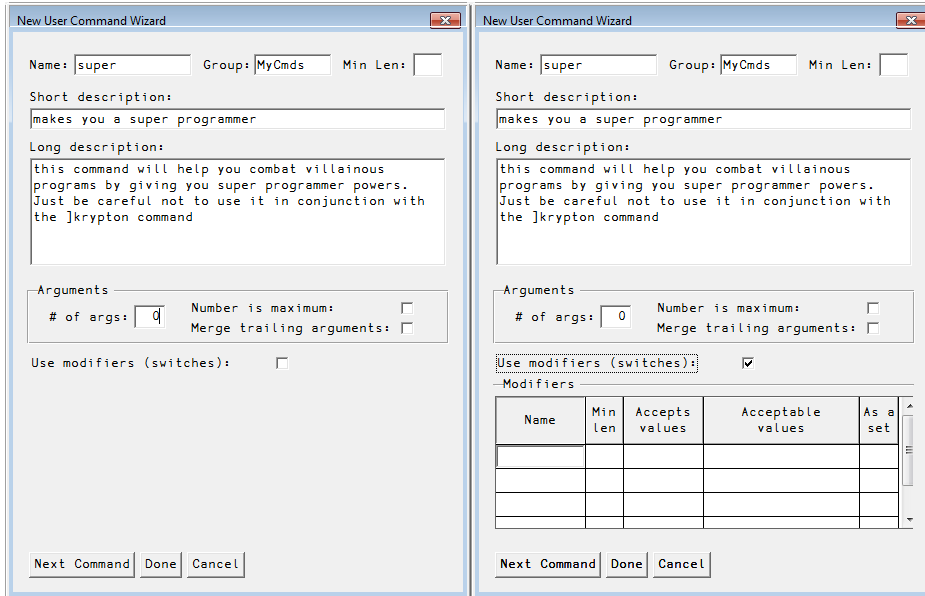 New User Command Wizard
Name: super Group: MyCmds Min Len:
Short description:
makes you a super programmer
Long description:
this command will help you combat villainous
programs by giving you super programmer powers.
Just be careful not to use it in conjunction with
the ]krypton command
Arguments
# of args: 0
Number is maximum:
Merge trailing arguments:
Use modifiers (switches):
Next Command Done Cancel
New User Command Wizard
Name: super Group: MyCmds Min Len:
Short description:
makes you a super programmer
Long description:
this command will help you combat villainous
programs by giving you super programmer powers.
Just be careful not to use it in conjunction with
the ]krypton command
Arguments
# of args: 0
Number is maximum:
Merge trailing arguments:
Use modifiers (switches):
Modifiers
Name
Min
len
Accepts
values
Acceptable
values
As a
set
Next Command Done Cancel